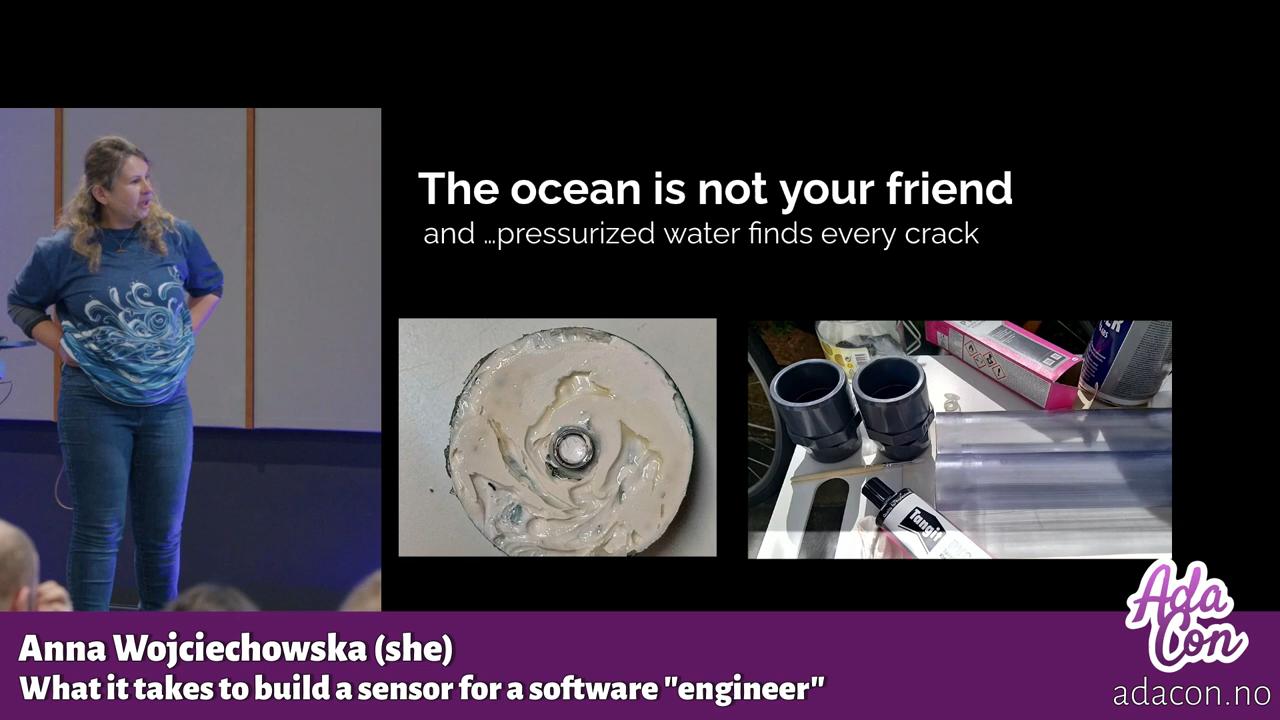 The ocean is not your friend
and ...pressurized water finds every crack
Tangit
Anna Wojciechowska (she)
What it takes to build a sensor for a software "engineer"
Ada
Con
adacon.no